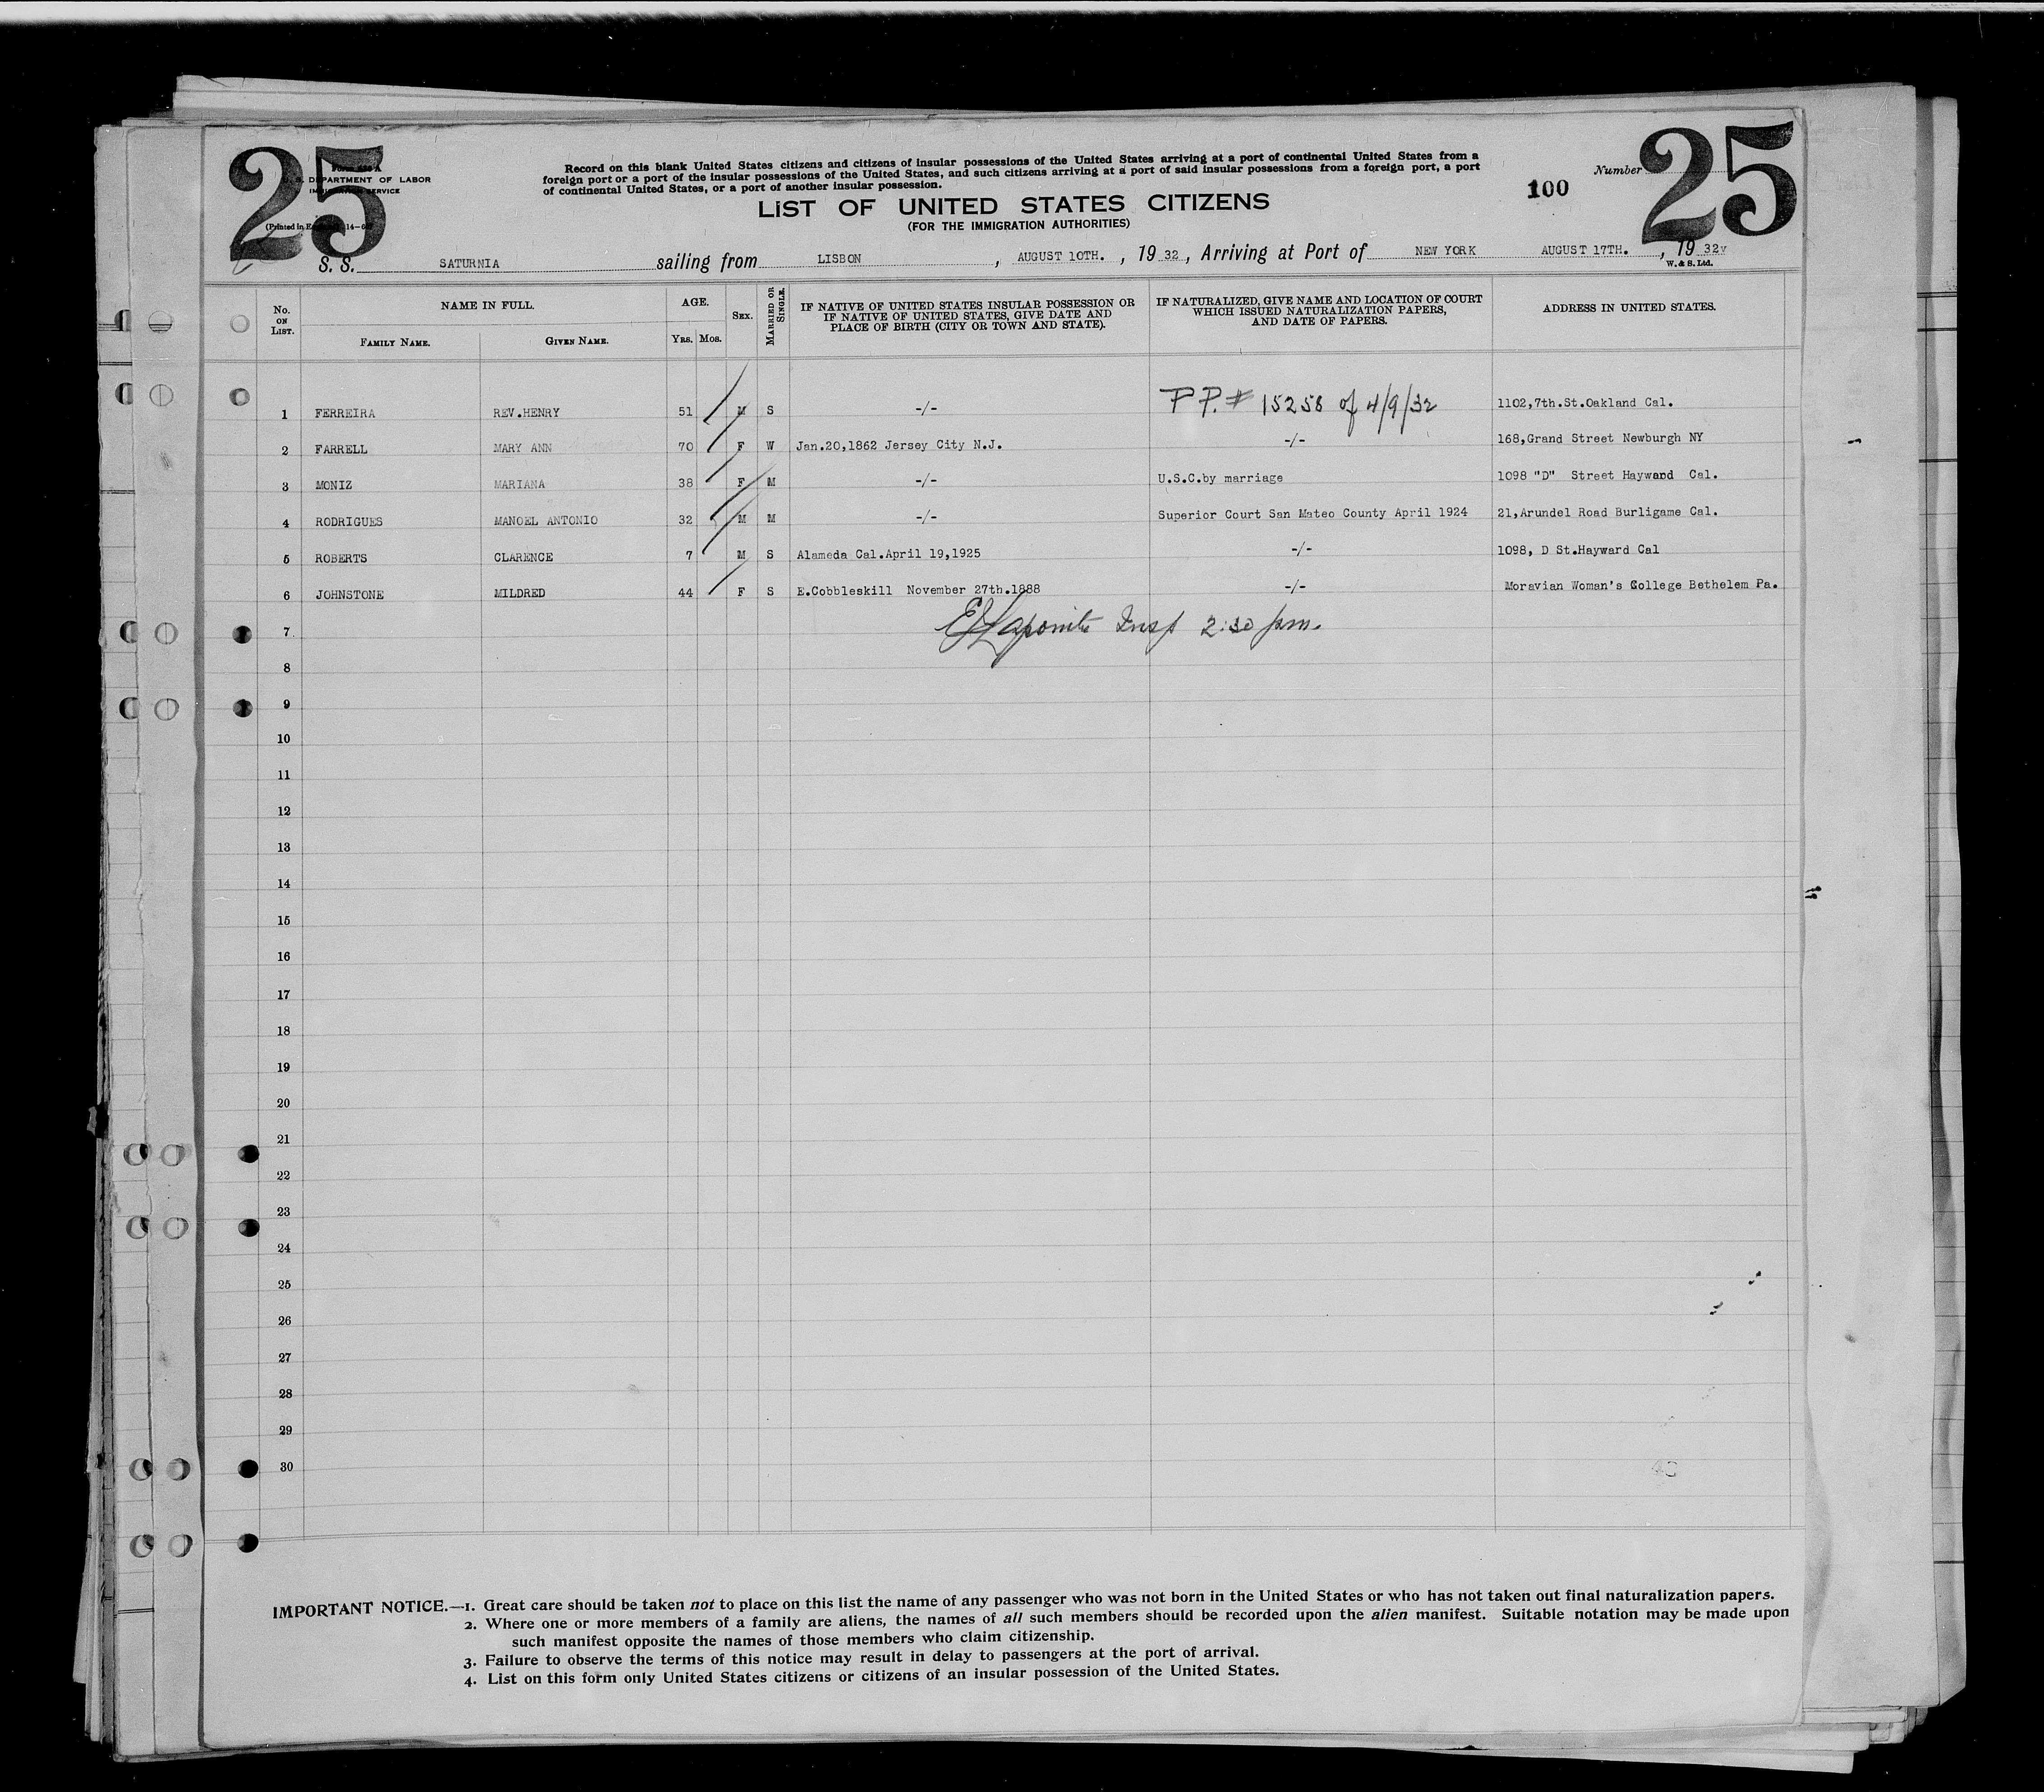 25 25
Form 630 A
U. S. DEPARTMENT OF LABOR
IMMIGRATION SERVICE
(Printed in England) 14—6
Record on this blank United States citizens and citizens of insular possessions of the United States arriving at a port of continental United States from a
foreign port or a port of the insular possessions of the United States, and such citizens arriving at a port of said insular possessions from a foreign port, a port
of continental United States, or a port of another insular possession.
Number
100
LIST OF UNITED STATES CITIZENS
(FOR THE IMMIGRATION AUTHORITIES)
S. S. SATURNIA sailing from LISBON, AUGUST 10TH., 19 32, Arriving at Port of NEW YORK AUGUST 17TH., 19 32
W. & S. Ltd.
No. ON LIST. NAME IN FULL. AGE. SEX. MARRIED OR SINGLE. IF NATIVE OF UNITED STATES INSULAR POSSESSION OR IF NATIVE OF UNITED STATES, GIVE DATE AND PLACE OF BIRTH (CITY OR TOWN AND STATE). IF NATURALIZED, GIVE NAME AND LOCATION OF COURT WHICH ISSUED NATURALIZATION PAPERS, AND DATE OF PAPERS. ADDRESS IN UNITED STATES.
FAMILY NAME. GIVEN NAME. YRS. MOS.
1 FERREIRA REV.HENRY 51 M S -/- P P. # 15258 of 4/9/32 1102,7th.St.Oakland Cal.
2 FARRELL MARY ANN 70 F W Jan.20,1862 Jersey City N.J. -/- 168,Grand Street Newburgh NY
3 MONIZ MARIANA 38 F M -/- U.S.C.by marriage 1098 "D" Street Hayward Cal.
4 RODRIGUES MANOEL ANTONIO 32 M M -/- Superior Court San Mateo County April 1924 21,Arundel Road Burligame Cal.
5 ROBERTS CLARENCE 7 M S Alameda Cal.April 19,1925 -/- 1098, D St.Hayward Cal
6 JOHNSTONE MILDRED 44 F S E.Cobbleskill November 27th.1888 -/- Moravian Woman's College Bethelem Pa.
7 Insp 2:30 pm.
8
9
10
11
12
13
14
15
16
17
18
19
20
21
22
23
24
25
26
27
28
29
30
IMPORTANT NOTICE.—1. Great care should be taken not to place on this list the name of any passenger who was not born in the United States or who has not taken out final naturalization papers.
2. Where one or more members of a family are aliens, the names of all such members should be recorded upon the alien manifest. Suitable notation may be made upon
such manifest opposite the names of those members who claim citizenship.
3. Failure to observe the terms of this notice may result in delay to passengers at the port of arrival.
4. List on this form only United States citizens or citizens of an insular possession of the United States.